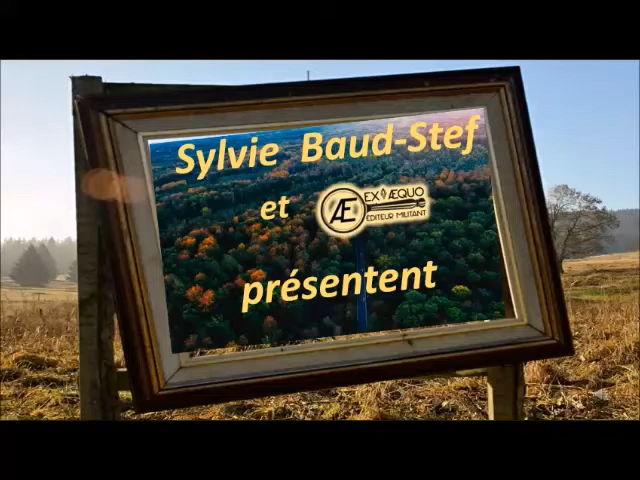 Sylvie Baud-Stef
et
Æ
EX ÆQUO
ÉDITEUR MILITANT
présentent